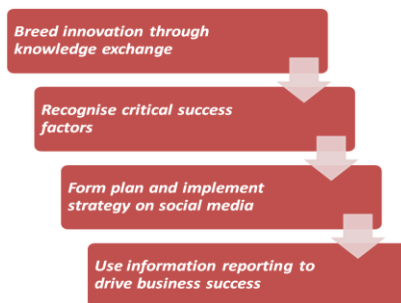 Breed innovation through
knowledge exchange
Recognise critical success
factors
Form plan and implement
strategy on social media
Use information reporting to
drive business success